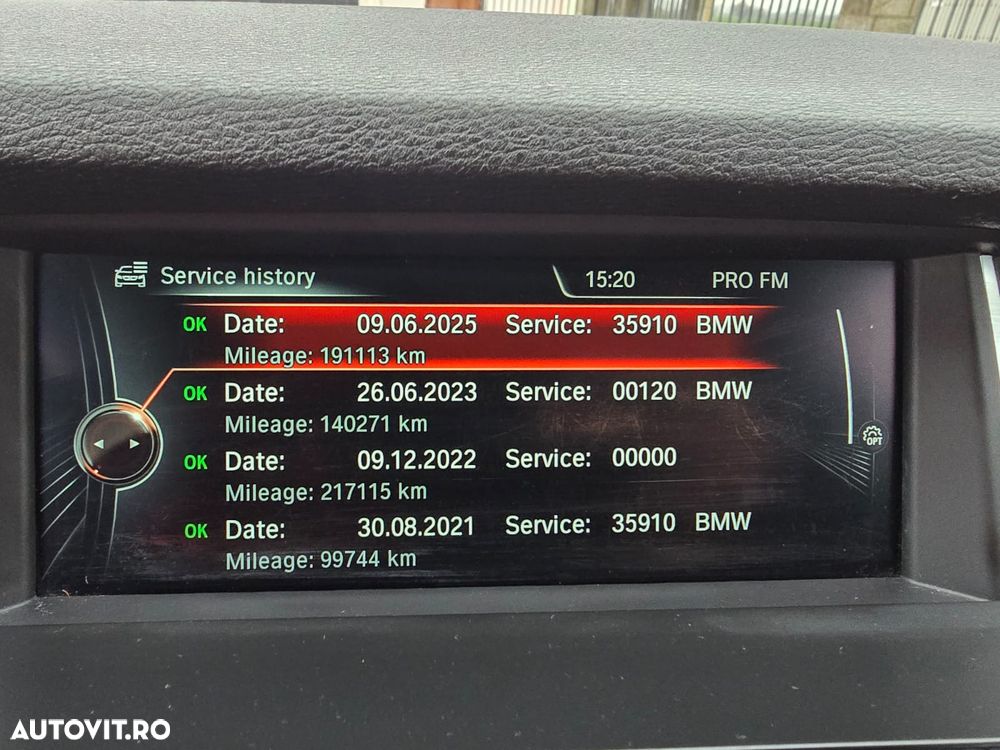 Service history 15:20 PRO FM
OK Date: 09.06.2025 Service: 35910 BMW
Mileage: 191113 km
OK Date: 26.06.2023 Service: 00120 BMW
Mileage: 140271 km
OPT
OK Date: 09.12.2022 Service: 00000
Mileage: 217115 km
OK Date: 30.08.2021 Service: 35910 BMW
Mileage: 99744 km
AUTOVIT.RO